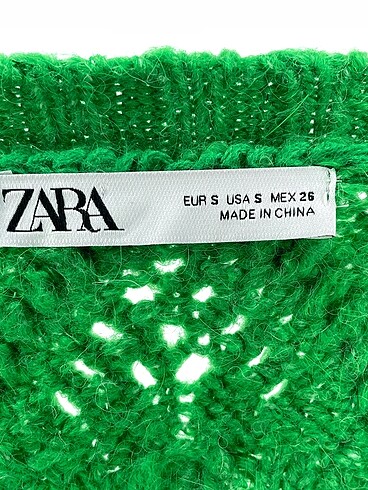 ZARA
EUR S USA S MEX 26
MADE IN CHINA